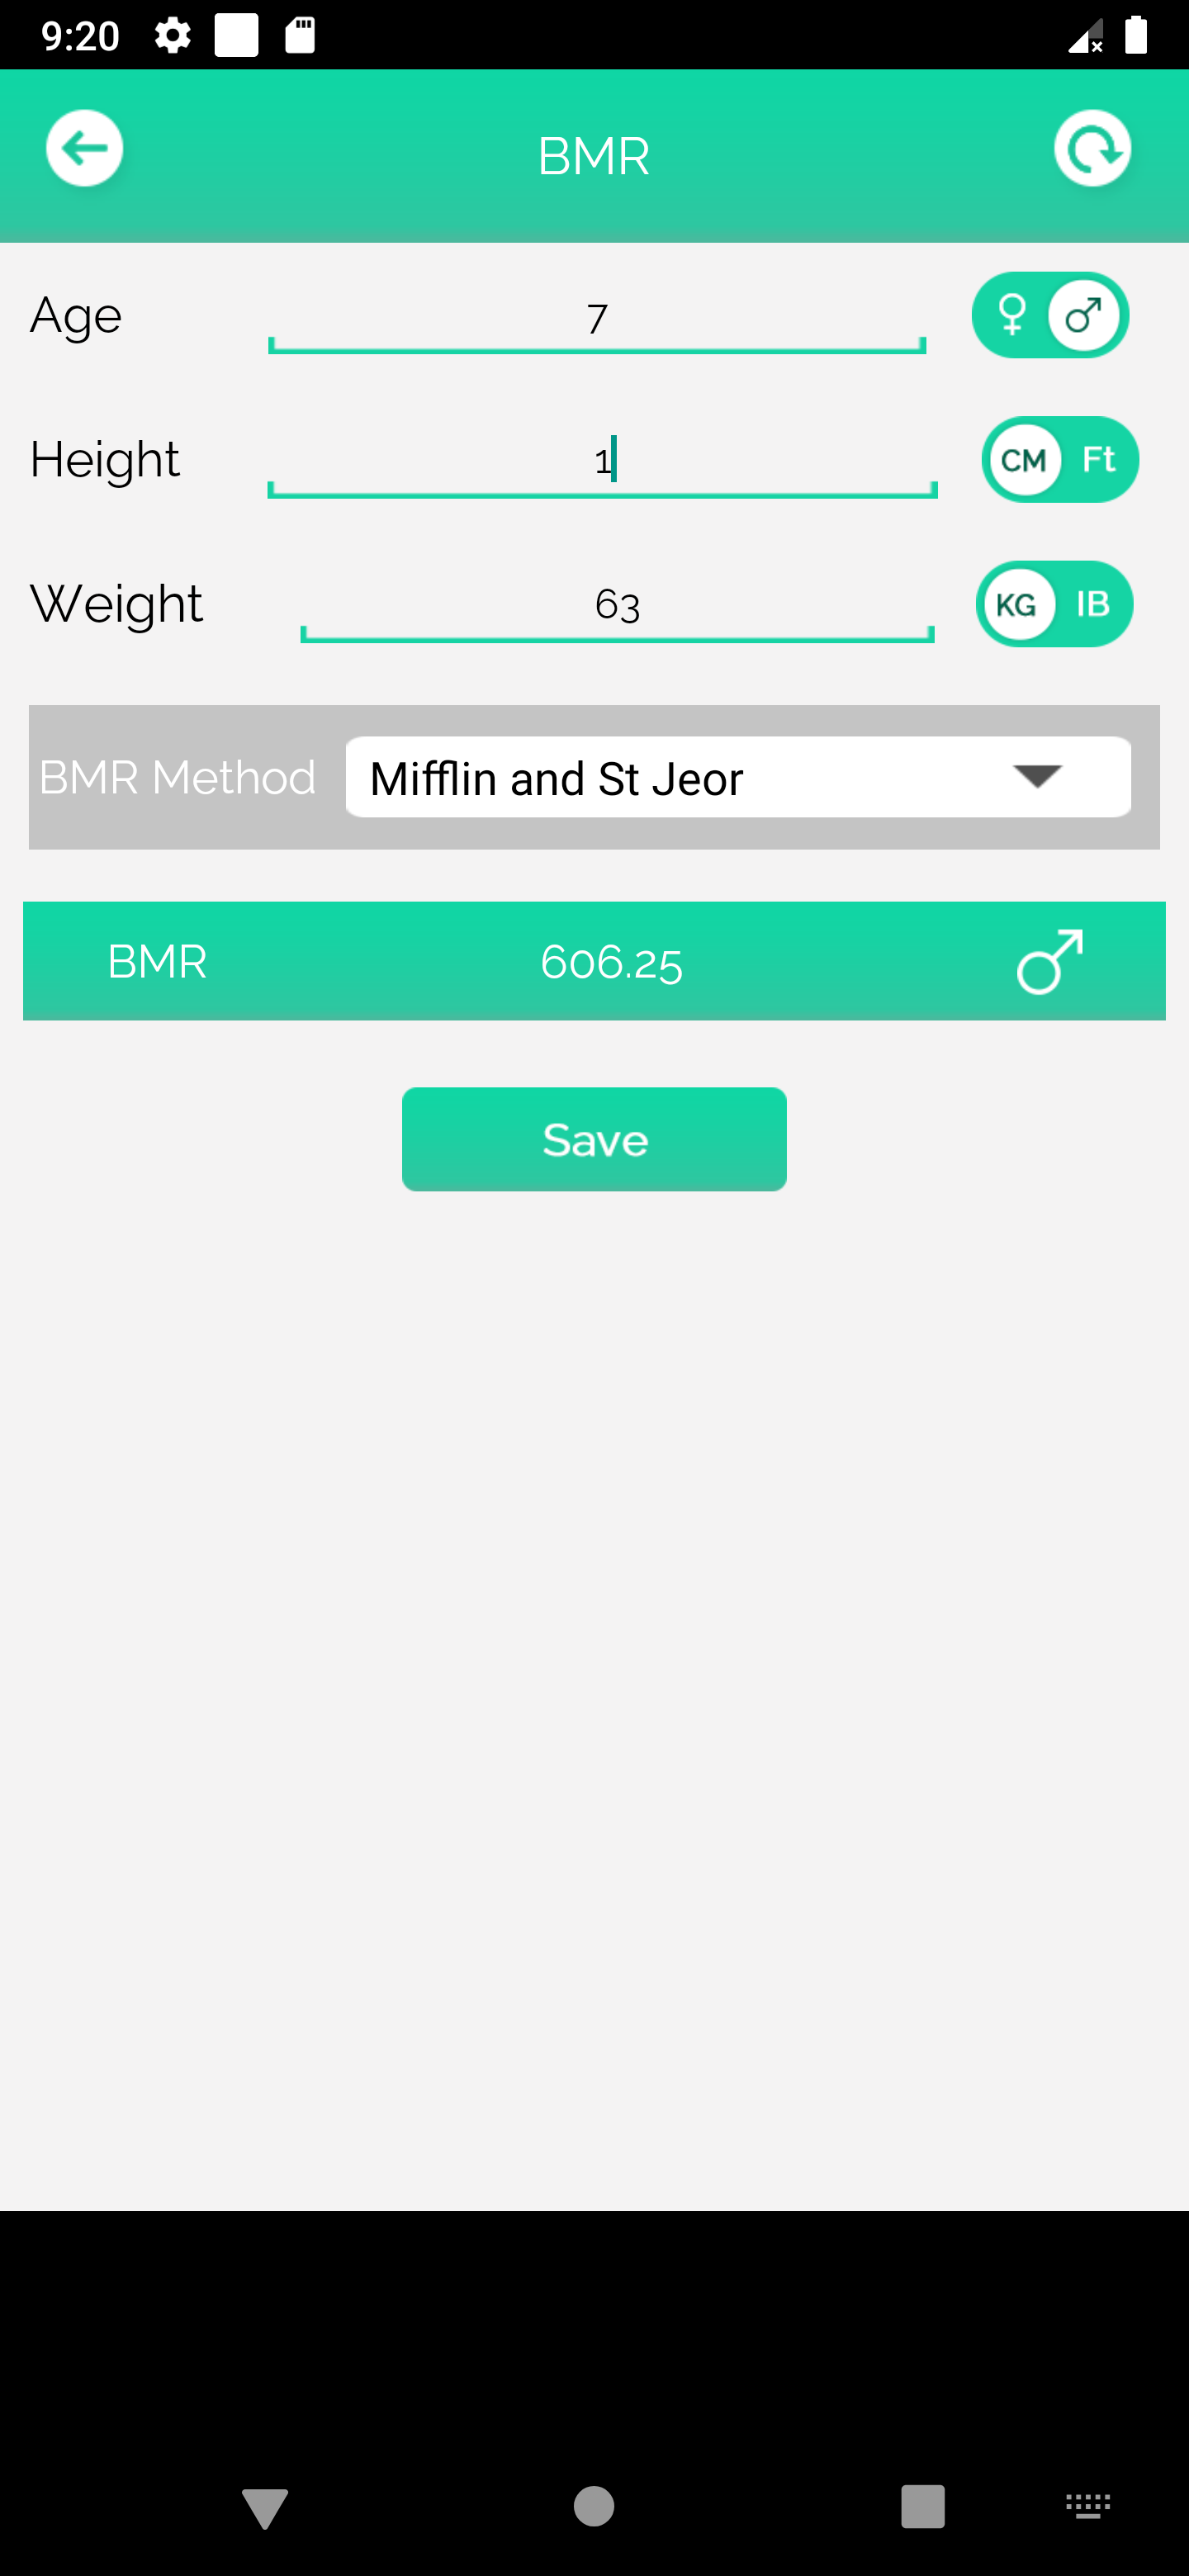 9:20
BMR
Age 7
Height 1 CM Ft
Weight 63 KG IB
BMR Method Mifflin and St Jeor
BMR 606.25
Save